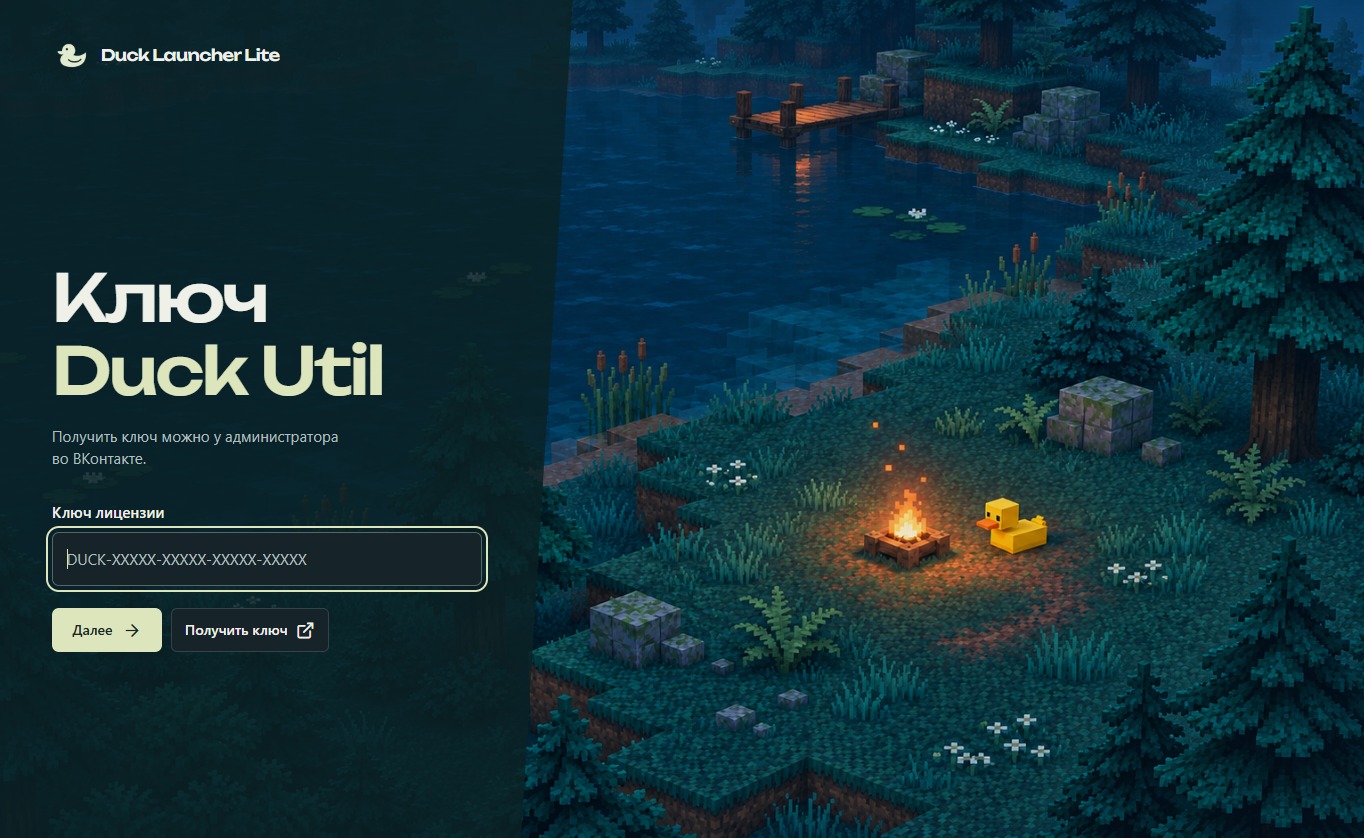 Duck Launcher Lite
Ключ
Duck Util
Получить ключ можно у администратора
во ВКонтакте.
Ключ лицензии
DUCK-XXXXX-XXXXX-XXXXX-XXXXX
Далее
Получить ключ